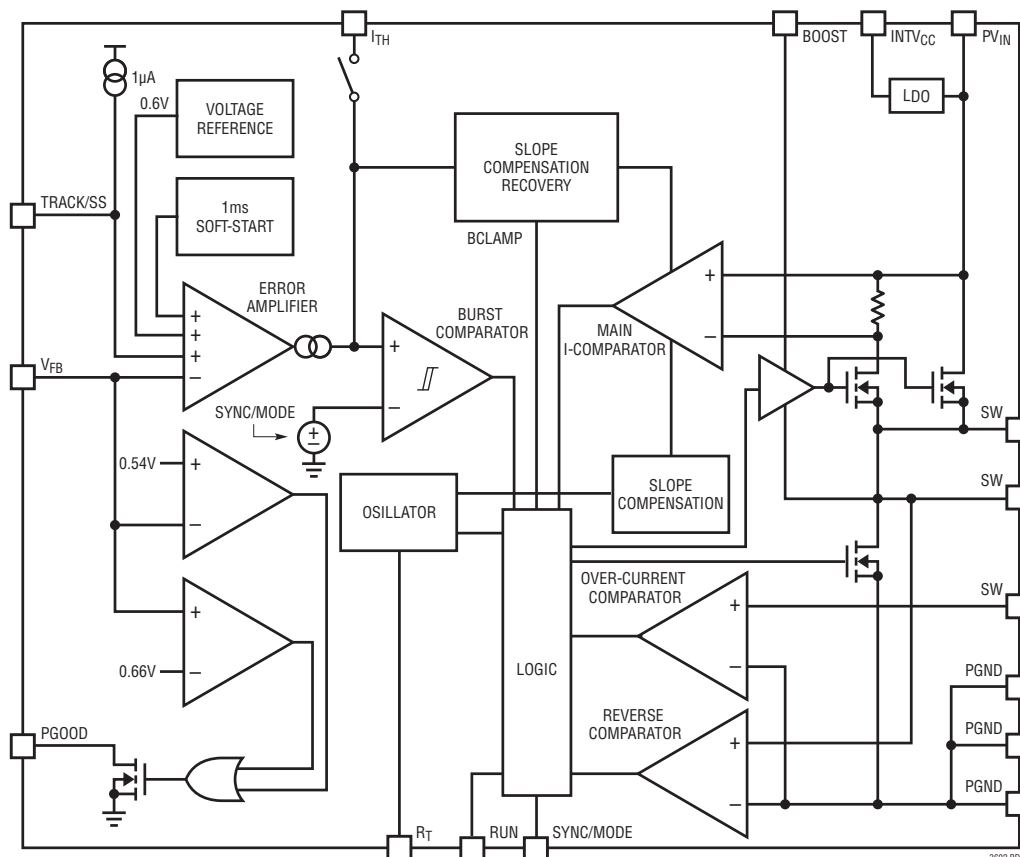 ITH
BOOST
INTVCC
PVIN
1µA
0.6V
VOLTAGE
REFERENCE
LDO
SLOPE
COMPENSATION
RECOVERY
TRACK/SS
1ms
SOFT-START
BCLAMP
ERROR
AMPLIFIER
+
+
+
–
BURST
COMPARATOR
+
–
MAIN
I-COMPARATOR
+
–
VFB
SYNC/MODE
+
–
SW
0.54V
+
–
OSILLATOR
SLOPE
COMPENSATION
SW
OVER-CURRENT
COMPARATOR
+
–
SW
0.66V
+
–
LOGIC
PGND
REVERSE
COMPARATOR
+
–
PGND
PGOOD
PGND
RT
RUN
SYNC/MODE